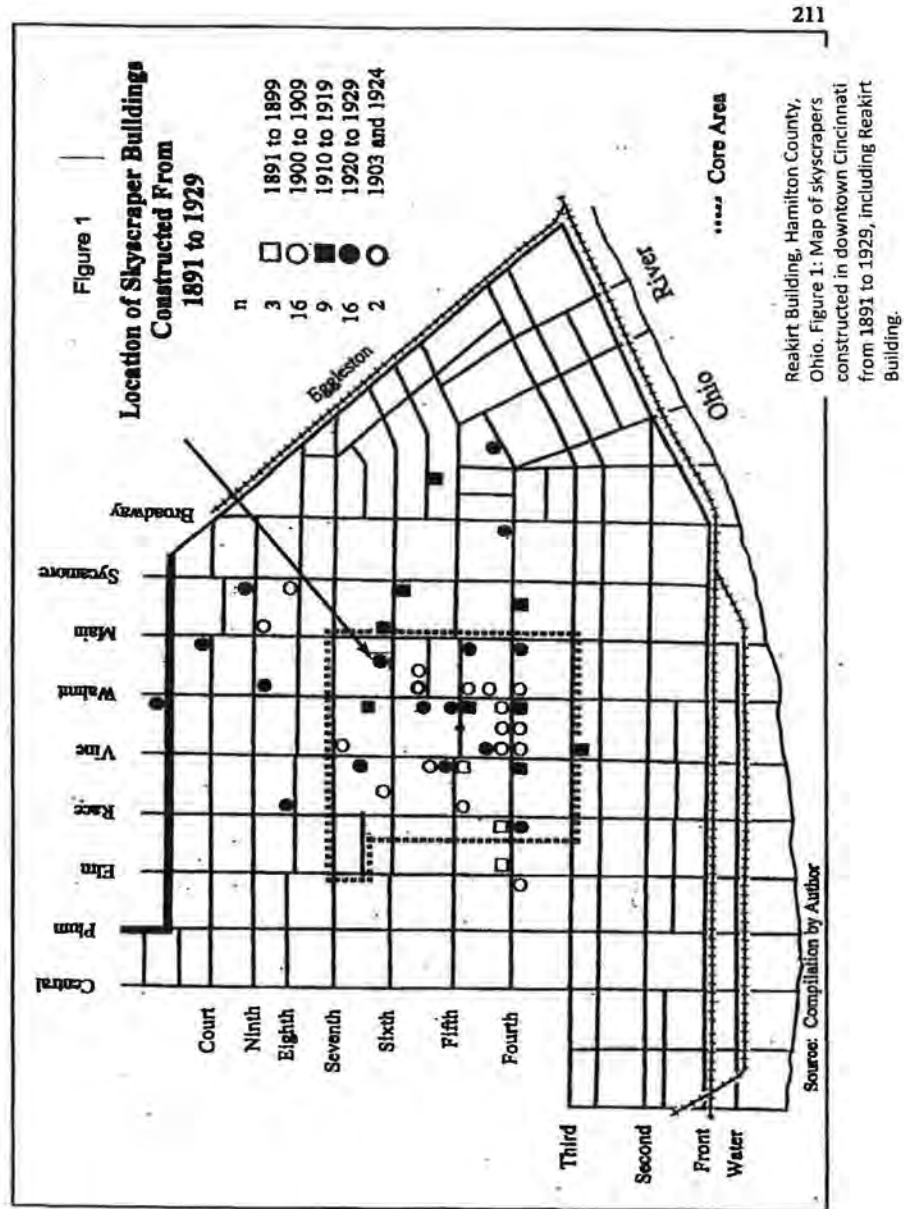 211
Figure 1
Location of Skyscraper Buildings
Constructed From
1891 to 1929
n
3 1891 to 1899
16 1900 to 1909
9 1910 to 1919
16 1920 to 1929
2 1903 and 1924
Central
Plum
Elm
Race
Vine
Walnut
Main
Sycamore
Broadway
Eggleston
Court
Ninth
Eighth
Seventh
Sixth
Fifth
Fourth
Third
Second
Front
Water
Ohio River
Core Area
Source: Compilation by Author
Reakirt Building, Hamilton County,
Ohio. Figure 1: Map of skyscrapers
constructed in downtown Cincinnati
from 1891 to 1929, including Reakirt
Building.